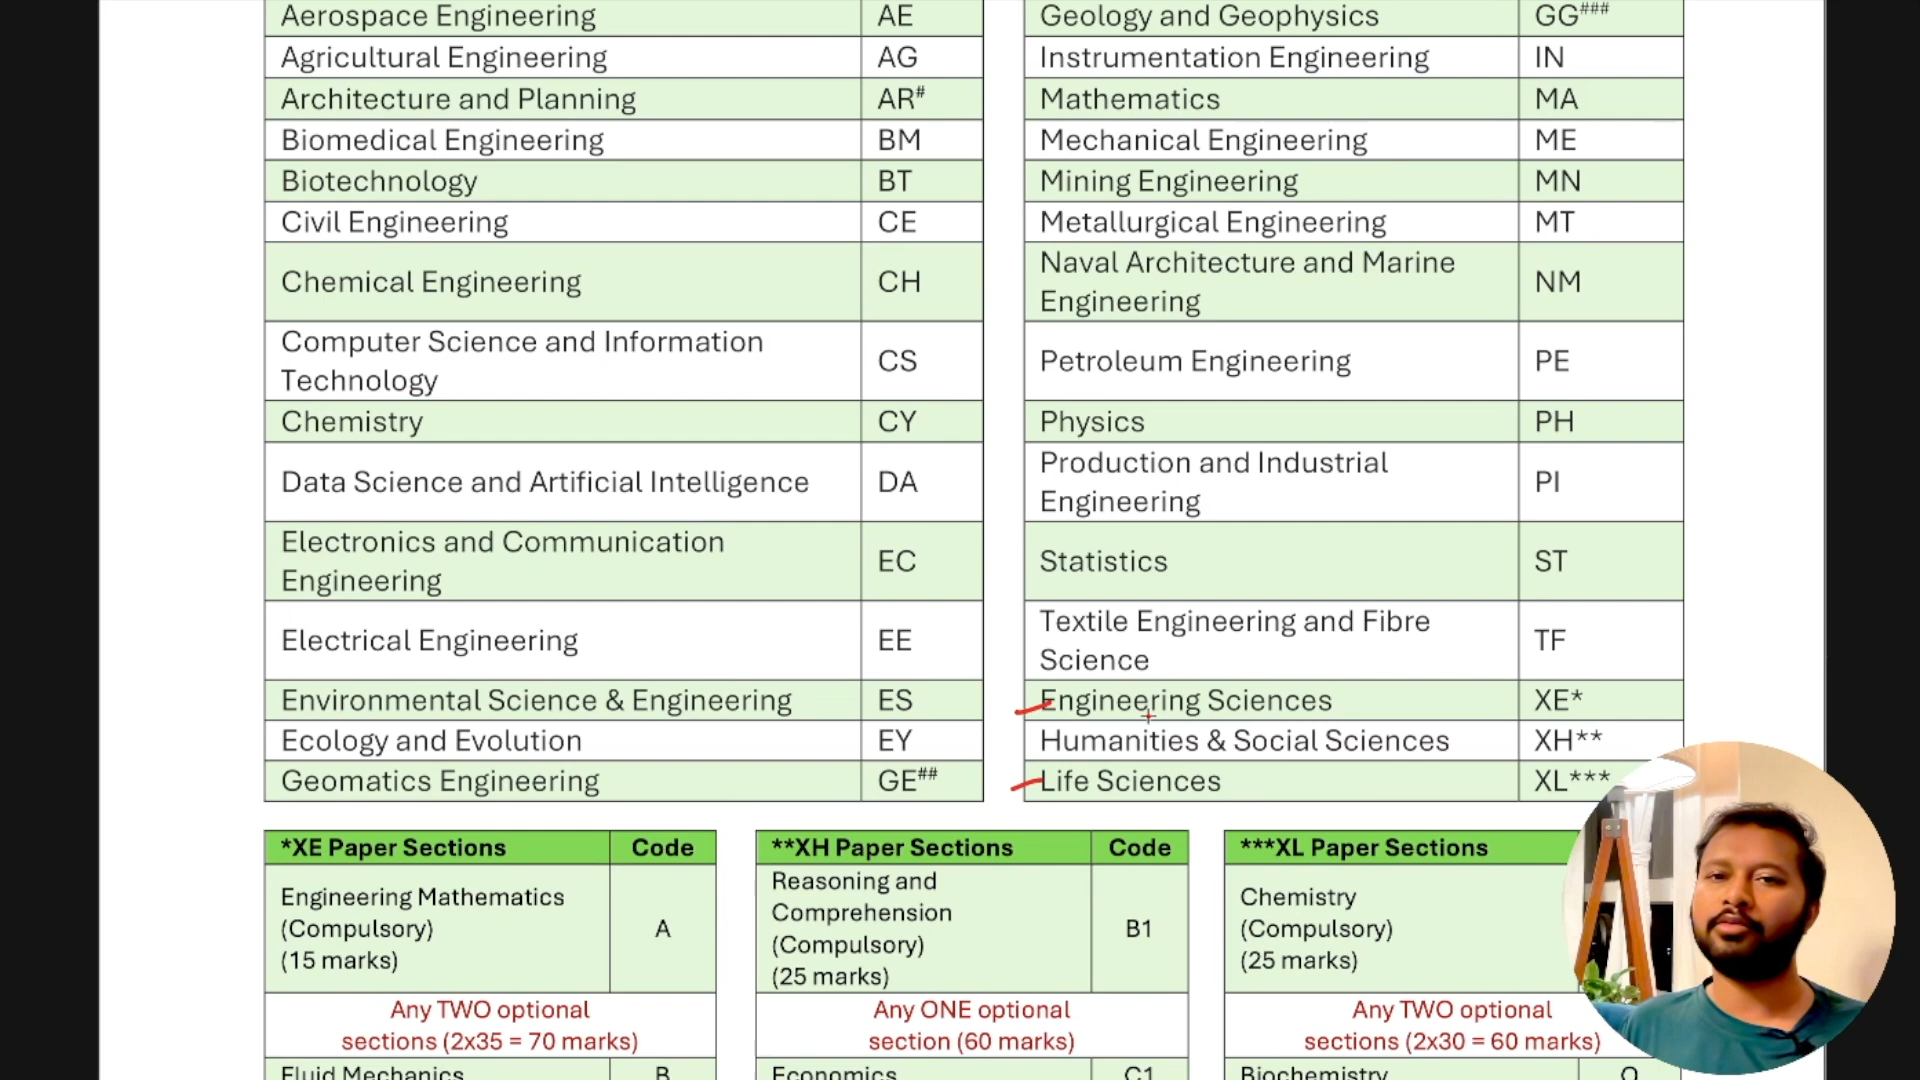 Aerospace Engineering AE
Agricultural Engineering AG
Architecture and Planning AR#
Biomedical Engineering BM
Biotechnology BT
Civil Engineering CE
Chemical Engineering CH
Computer Science and Information
Technology CS
Chemistry CY
Data Science and Artificial Intelligence DA
Electronics and Communication
Engineering EC
Electrical Engineering EE
Environmental Science & Engineering ES
Ecology and Evolution EY
Geomatics Engineering GE##
Geology and Geophysics GG###
Instrumentation Engineering IN
Mathematics MA
Mechanical Engineering ME
Mining Engineering MN
Metallurgical Engineering MT
Naval Architecture and Marine
Engineering NM
Petroleum Engineering PE
Physics PH
Production and Industrial
Engineering PI
Statistics ST
Textile Engineering and Fibre
Science TF
Engineering Sciences XE*
Humanities & Social Sciences XH**
Life Sciences XL***
*XE Paper Sections Code
Engineering Mathematics
(Compulsory)
(15 marks) A
Any TWO optional
sections (2x35 = 70 marks)
Fluid Mechanics B
**XH Paper Sections Code
Reasoning and
Comprehension
(Compulsory)
(25 marks) B1
Any ONE optional
section (60 marks)
Economics C1
***XL Paper Sections
Chemistry
(Compulsory)
(25 marks)
Any TWO optional
sections (2x30 = 60 marks)
Biochemistry Q